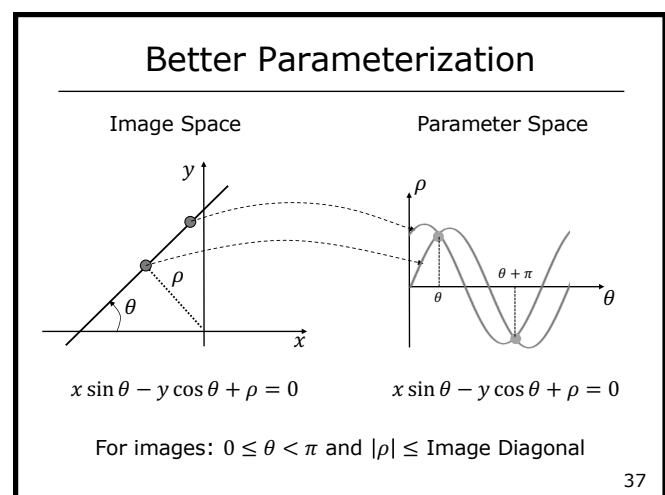 Better Parameterization
Image Space
Parameter Space
y
ρ
θ
x
ρ
θ + π
θ
θ
x sin θ − y cos θ + ρ = 0
x sin θ − y cos θ + ρ = 0
For images: 0 ≤ θ < π and |ρ| ≤ Image Diagonal
37